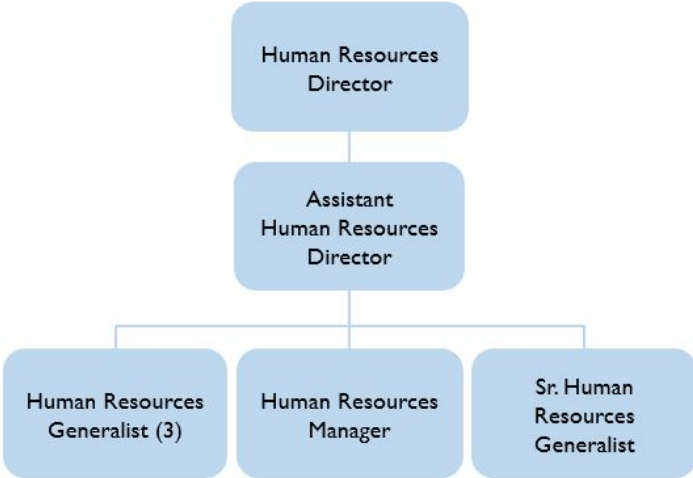 Human Resources
Director
Assistant
Human Resources
Director
Human Resources
Generalist (3)
Human Resources
Manager
Sr. Human
Resources
Generalist